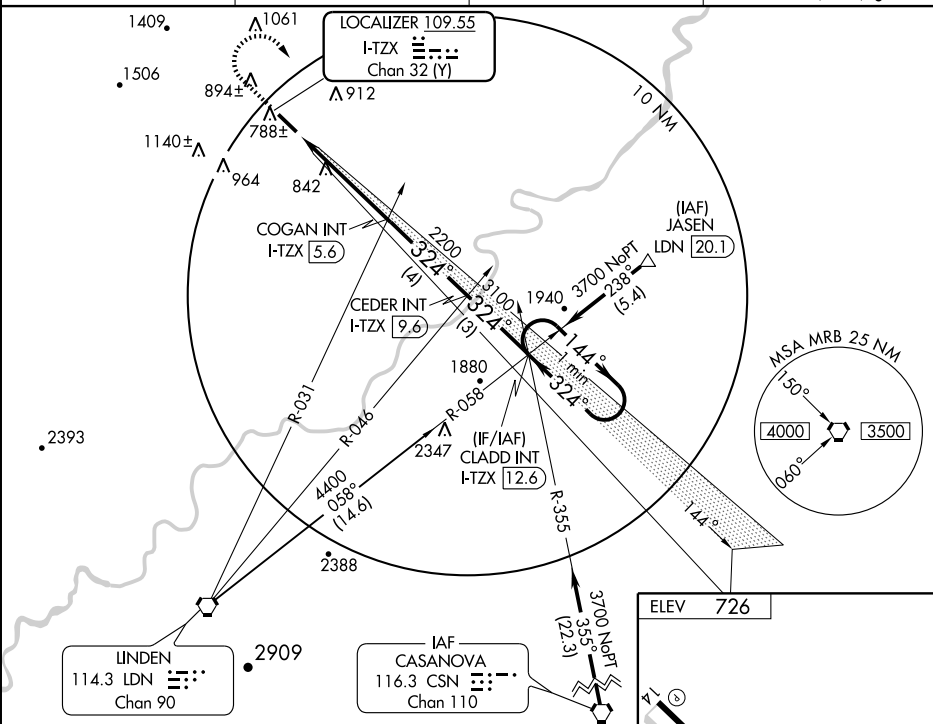 1409
1061
1506
LOCALIZER 109.55
I-TZX
Chan 32 (Y)
894±
912
10 NM
788±
1140±
964
842
COGAN INT
I-TZX 5.6
2200
324°
(4)
(IAF)
JASEN
LDN 20.1
3700 NoPT
238°
(5.4)
CEDER INT
I-TZX 9.6
3100
324°
(3)
1940
144°
1 min
324°
MSA MRB 25 NM
150°
4000
3500
060°
1880
R-031
R-046
R-058
2393
2347
(IF/IAF)
CLADD INT
I-TZX 12.6
4400
058°
(14.6)
R-355
144°
2388
3700 NoPT
355°
(22.3)
ELEV 726
LINDEN
114.3 LDN
Chan 90
2909
IAF
CASANOVA
116.3 CSN
Chan 110
14
P